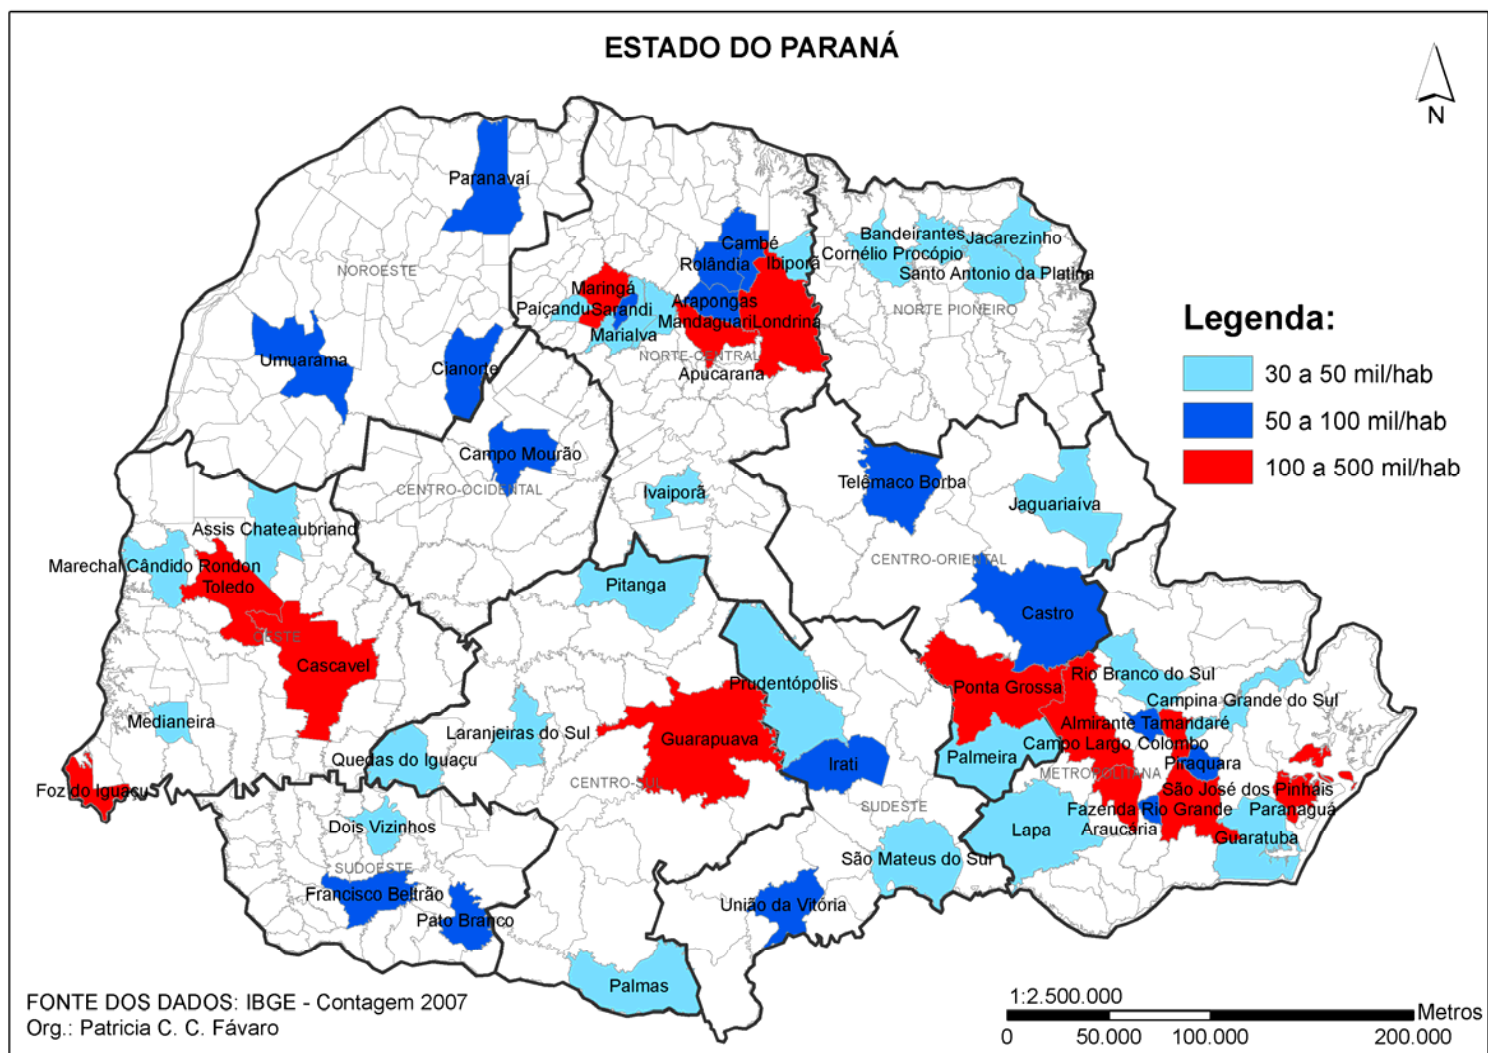 ESTADO DO PARANÁ
N
Paranavaí
NOROESTE
Cambé
Rolândia
Ibiporã
Bandeirantes
Jacarezinho
Cornélio Procópio
Santo Antonio da Platina
NORTE PIONEIRO
Maringá
Paiçandu
Sarandi
Arapongas
Mandaguari
Londrina
Marialva
NORTE-CENTRAL
Apucarana
Umuarama
Cianorte
Legenda:
30 a 50 mil/hab
50 a 100 mil/hab
100 a 500 mil/hab
Campo Mourão
CENTRO-OCIDENTAL
Ivaiporã
Telêmaco Borba
Jaguariaíva
CENTRO-ORIENTAL
Assis Chateaubriand
Marechal Cândido Rondon
Toledo
OESTE
Cascavel
Pitanga
Castro
Prudentópolis
Ponta Grossa
Rio Branco do Sul
Campina Grande do Sul
Almirante Tamandaré
Campo Largo
Colombo
Piraquara
Medianeira
Laranjeiras do Sul
Guarapuava
Quedas do Iguaçu
Irati
Palmeira
METROPOLITANA
São José dos Pinhais
Foz do Iguaçu
CENTRO-SUL
SUDESTE
Fazenda Rio Grande
Paranaguá
Araucária
Guaratuba
Lapa
Dois Vizinhos
SUDOESTE
São Mateus do Sul
Francisco Beltrão
Pato Branco
União da Vitória
Palmas
FONTE DOS DADOS: IBGE - Contagem 2007
Org.: Patricia C. C. Fávaro
1:2.500.000
Metros
0 50.000 100.000 200.000